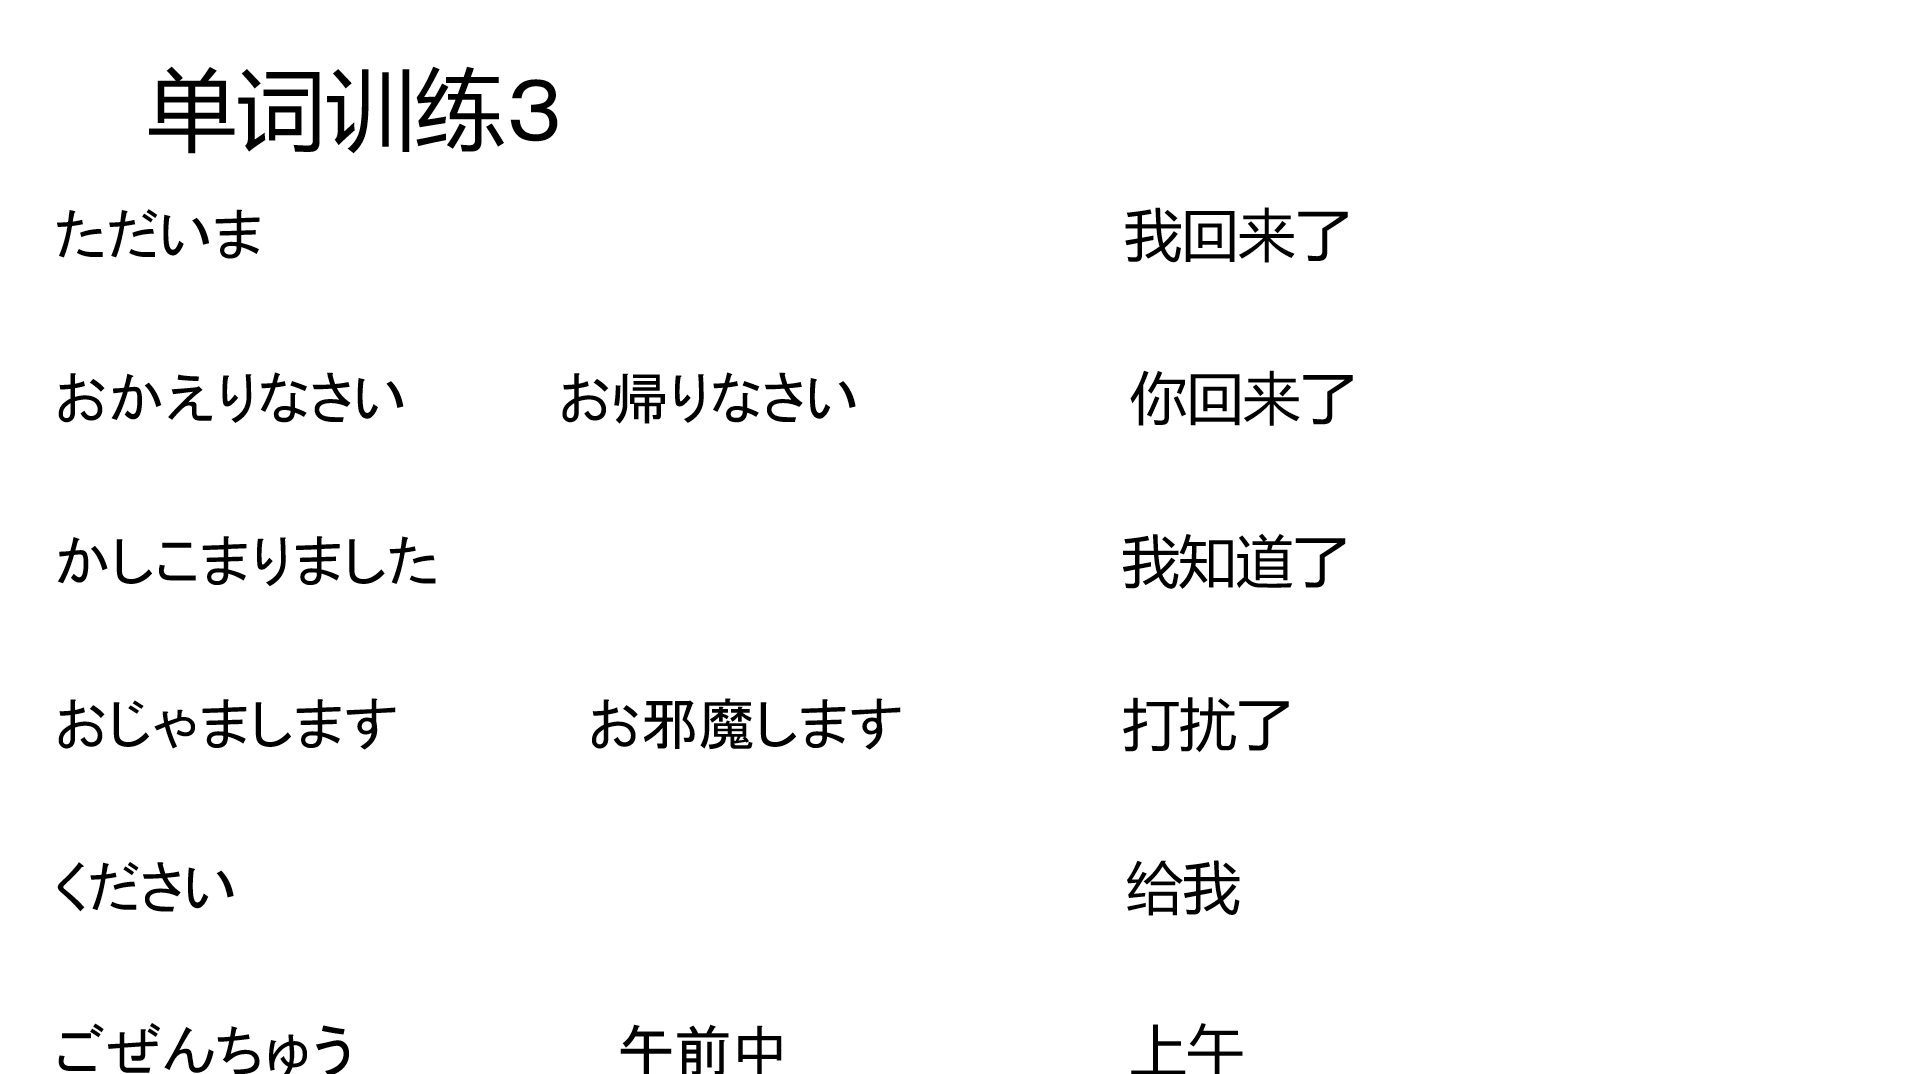 单词训练3
ただいま 我回来了
おかえりなさい お帰りなさい 你回来了
かしこまりました 我知道了
おじゃまします お邪魔します 打扰了
ください 给我
ごぜんちゅう 午前中 上午